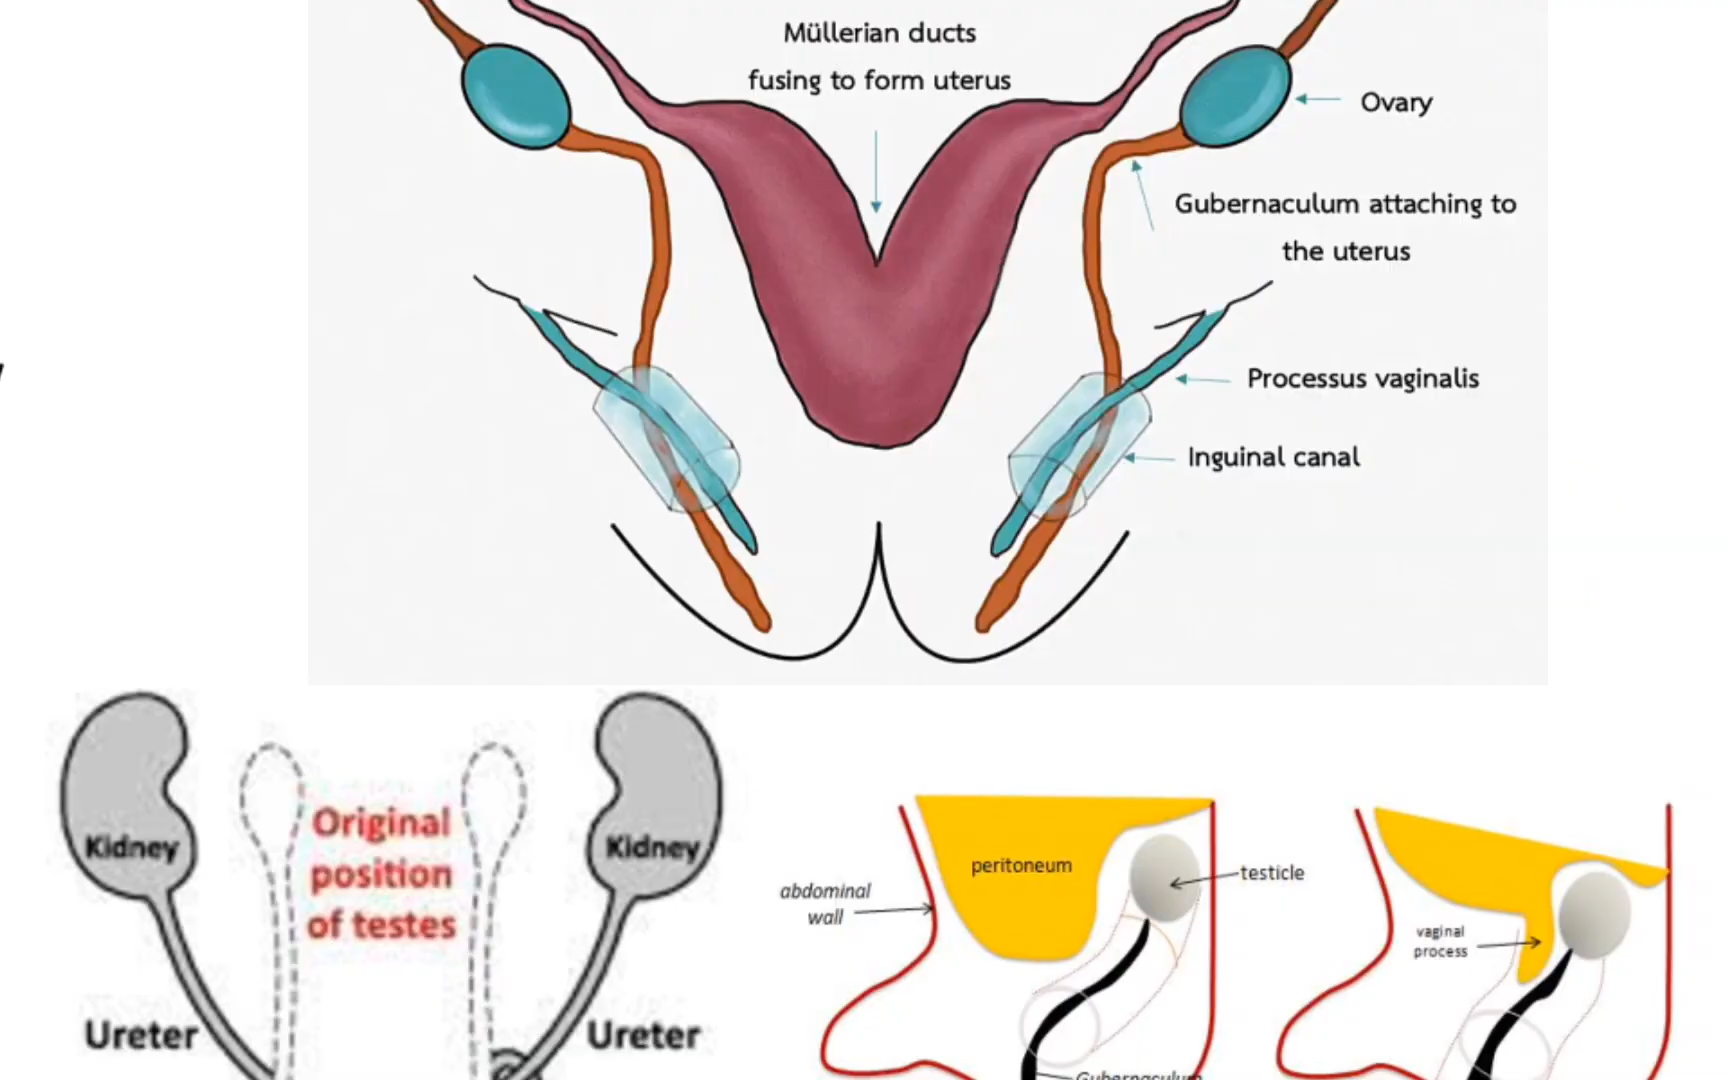 Müllerian ducts
fusing to form uterus
Ovary
Gubernaculum attaching to
the uterus
Processus vaginalis
Inguinal canal
Kidney
Original
position
of testes
Kidney
Ureter
Ureter
peritoneum
abdominal
wall
testicle
Gubernaculum
vaginal
process